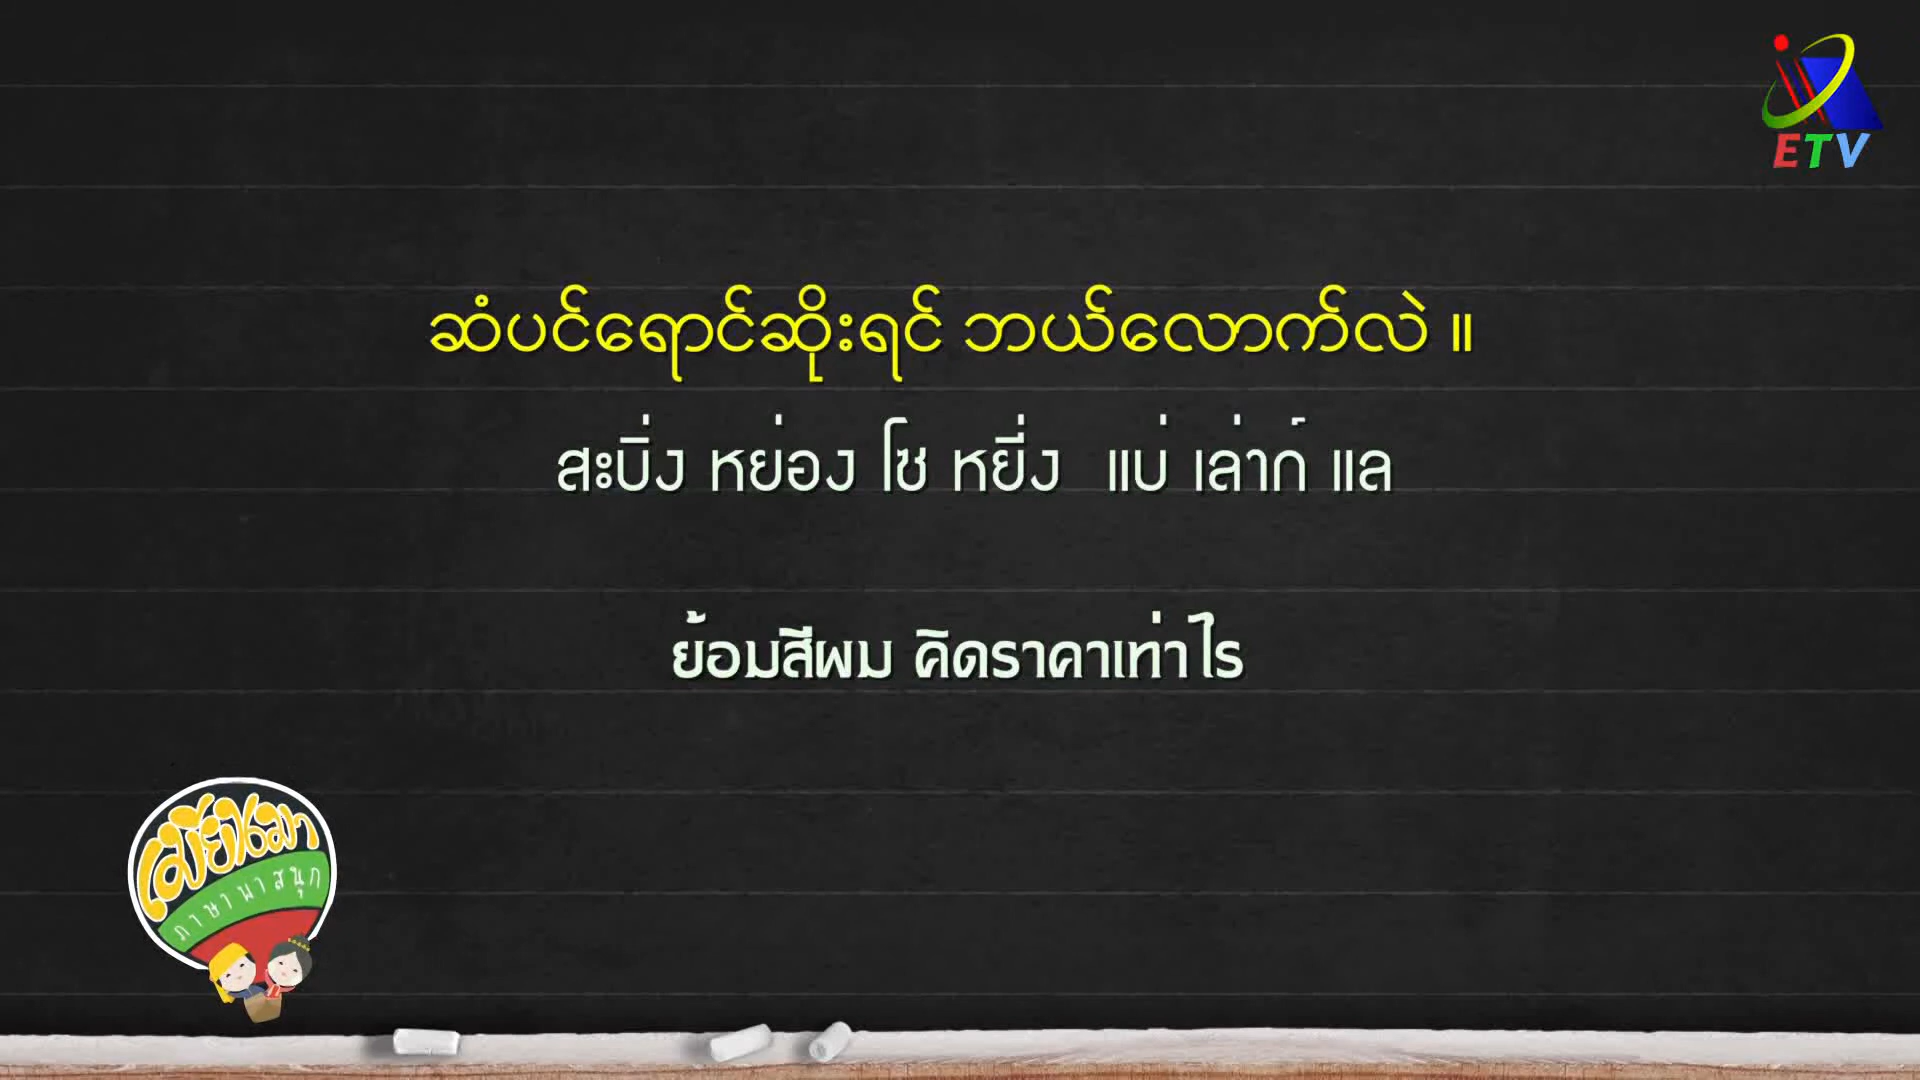 ETV
ဆံပင်ရောင်ဆိုးရင် ဘယ်လောက်လဲ ။
สะบิ่ง หย่อง โซ หยี่ง แบ่ เล่าก์ แล
ย้อมสีผม คิดราคาเท่าไร
เมียนมา
ภาษาพาสนุก